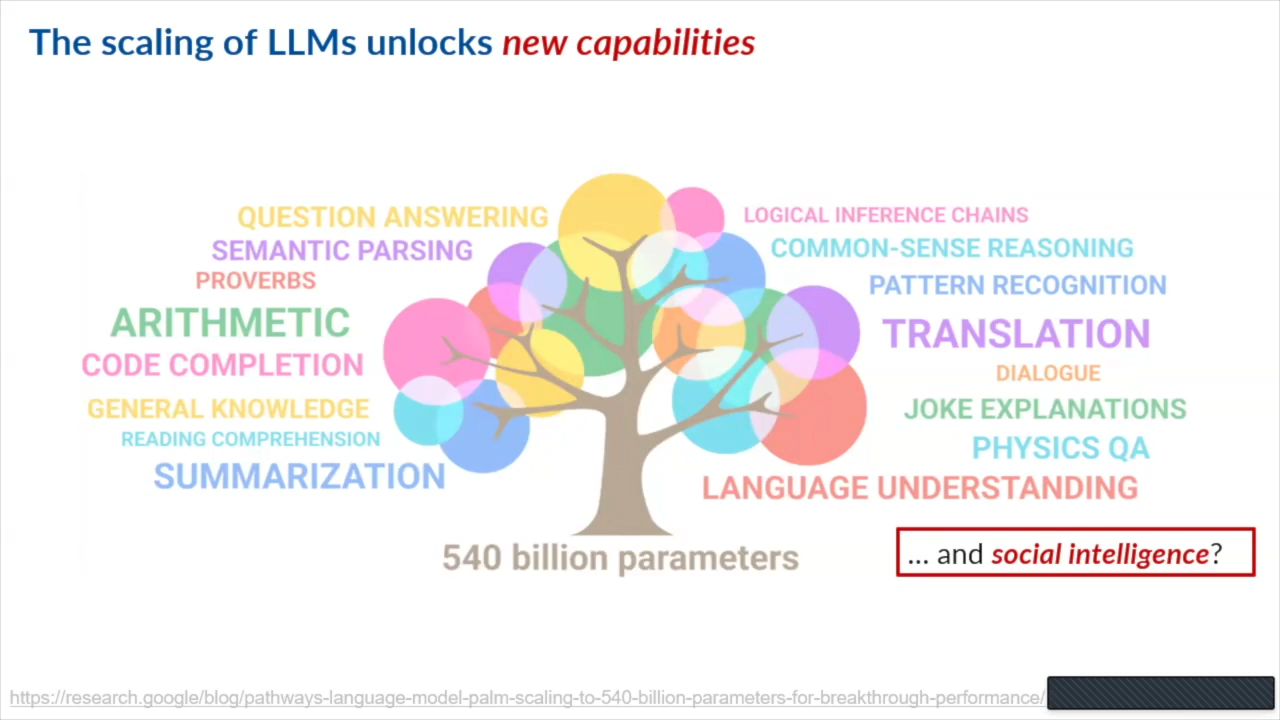 The scaling of LLMs unlocks new capabilities
QUESTION ANSWERING
SEMANTIC PARSING
PROVERBS
ARITHMETIC
CODE COMPLETION
GENERAL KNOWLEDGE
READING COMPREHENSION
SUMMARIZATION
LOGICAL INFERENCE CHAINS
COMMON-SENSE REASONING
PATTERN RECOGNITION
TRANSLATION
DIALOGUE
JOKE EXPLANATIONS
PHYSICS QA
LANGUAGE UNDERSTANDING
540 billion parameters
... and social intelligence?
https://research.google/blog/pathways-language-model-palm-scaling-to-540-billion-parameters-for-breakthrough-performance/